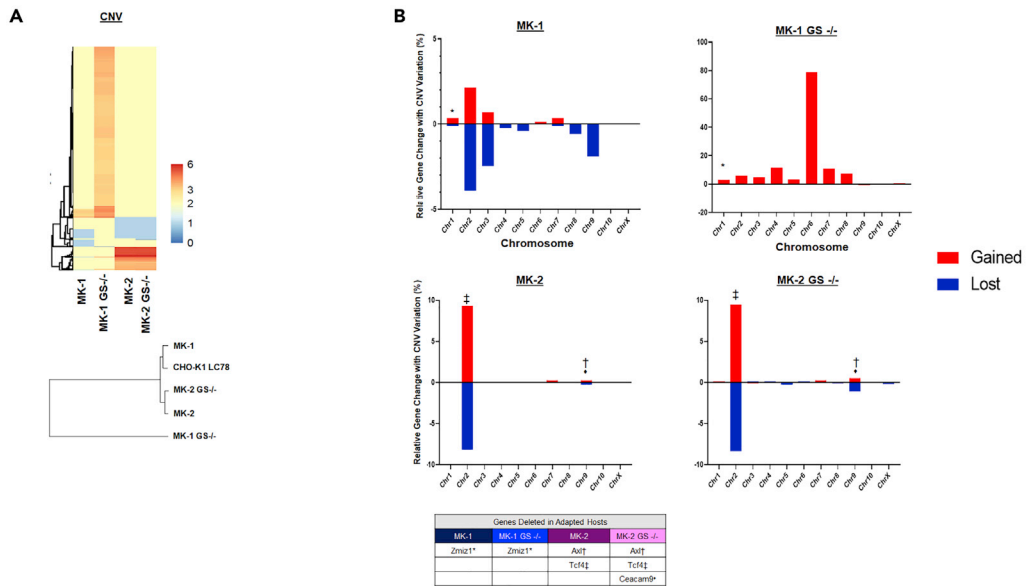 A
CNV
6
3
2
1
0
MK-1
MK-1 GS-/-
MK-2
MK-2 GS-/-
MK-1
CHO-K1 LC78
MK-2 GS-/-
MK-2
MK-1 GS-/-
B
MK-1
Relative Gene Change with CNV Variation (%)
5
0
-5
*
Chr1
Chr2
Chr3
Chr4
Chr5
Chr6
Chr7
Chr8
Chr9
Chr10
ChrX
Chromosome
MK-1 GS -/-
100
80
60
40
20
0
-20
*
Chr1
Chr2
Chr3
Chr4
Chr5
Chr6
Chr7
Chr8
Chr9
Chr10
ChrX
Chromosome
Gained
Lost
MK-2
Relative Gene Change with CNV Variation (%)
10
5
0
-5
-10
‡
†
♦
Chr1
Chr2
Chr3
Chr4
Chr5
Chr6
Chr7
Chr8
Chr9
Chr10
ChrX
MK-2 GS -/-
10
5
0
-5
-10
‡
†
♦
Chr1
Chr2
Chr3
Chr4
Chr5
Chr6
Chr7
Chr8
Chr9
Chr10
ChrX
Genes Deleted in Adapted Hosts
MK-1 MK-1 GS -/- MK-2 MK-2 GS -/-
Zmiz1* Zmiz1* Axl† Axl†
Tcf4‡ Tcf4‡
Ceacam9♦